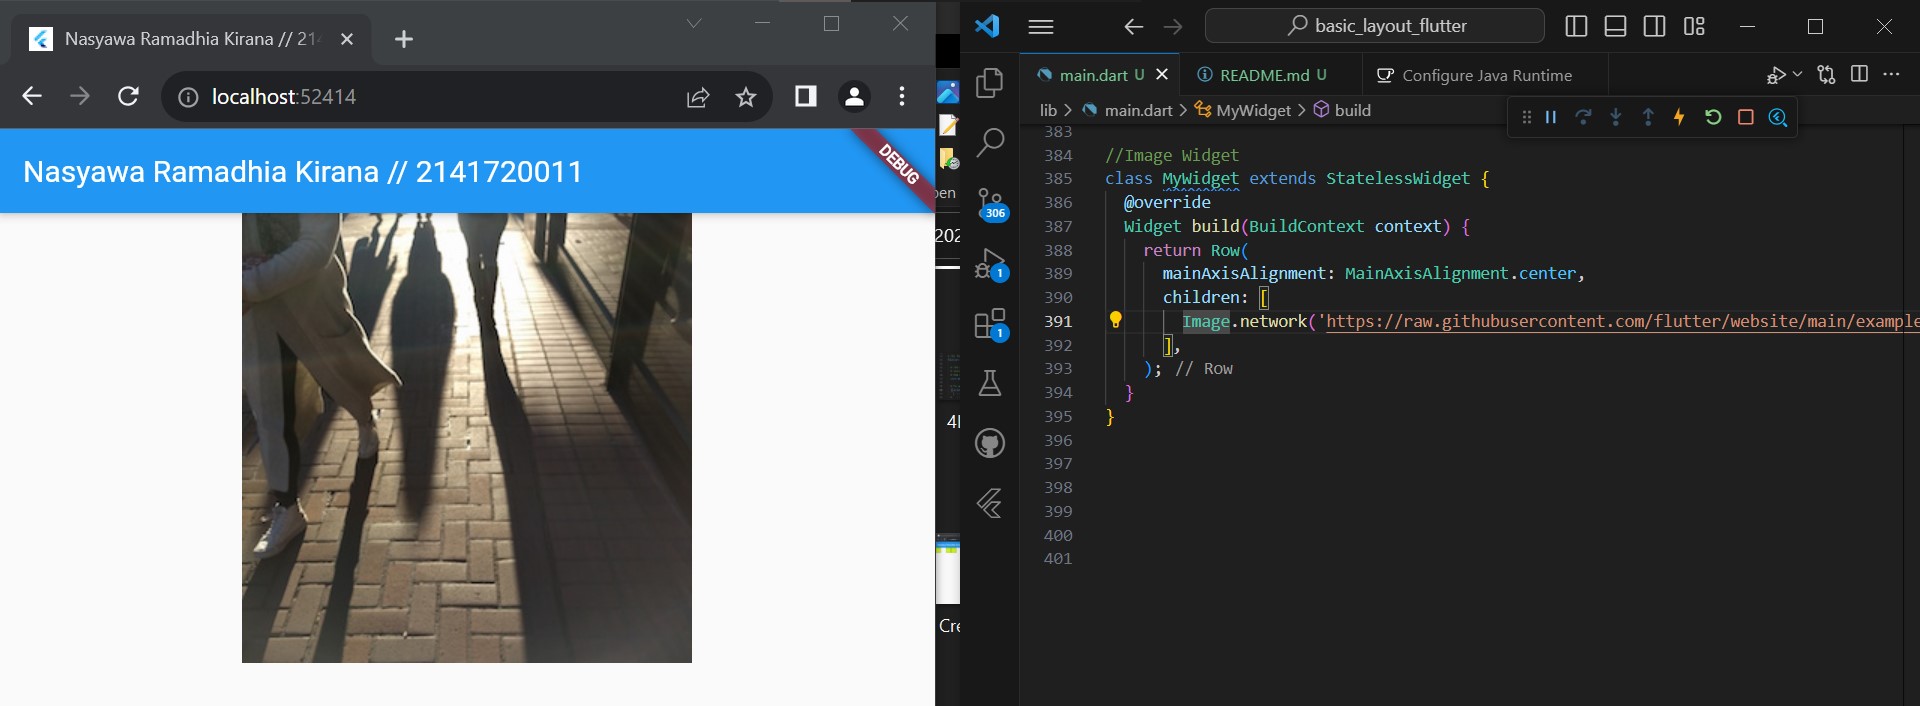 Nasyawa Ramadhia Kirana // 21
localhost:52414
Nasyawa Ramadhia Kirana // 2141720011
DEBUG
202
4
Cre
basic_layout_flutter
main.dart U
README.md U
Configure Java Runtime
lib > main.dart > MyWidget > build
306
1
1
383
384 //Image Widget
385 class MyWidget extends StatelessWidget {
386 @override
387 Widget build(BuildContext context) {
388 return Row(
389 mainAxisAlignment: MainAxisAlignment.center,
390 children: [
391 Image.network('https://raw.githubusercontent.com/flutter/website/main/example
392 ],
393 ); // Row
394 }
395 }
396
397
398
399
400
401